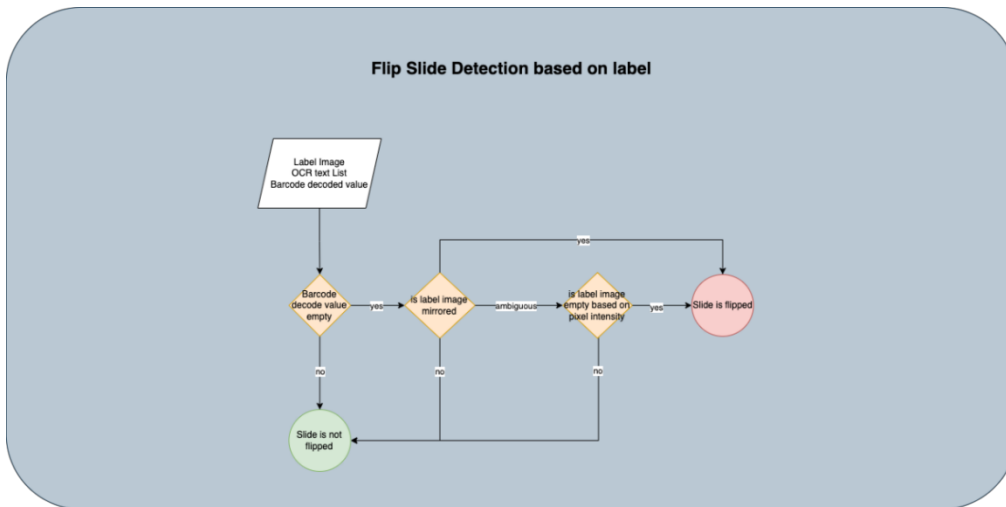 Flip Slide Detection based on label
Label Image
OCR text List
Barcode decoded value
yes
Barcode
decode value
empty
yes
is label image
mirrored
ambiguous
is label image
empty based on
pixel intensity
yes
Slide is flipped
no
no
no
Slide is not
flipped